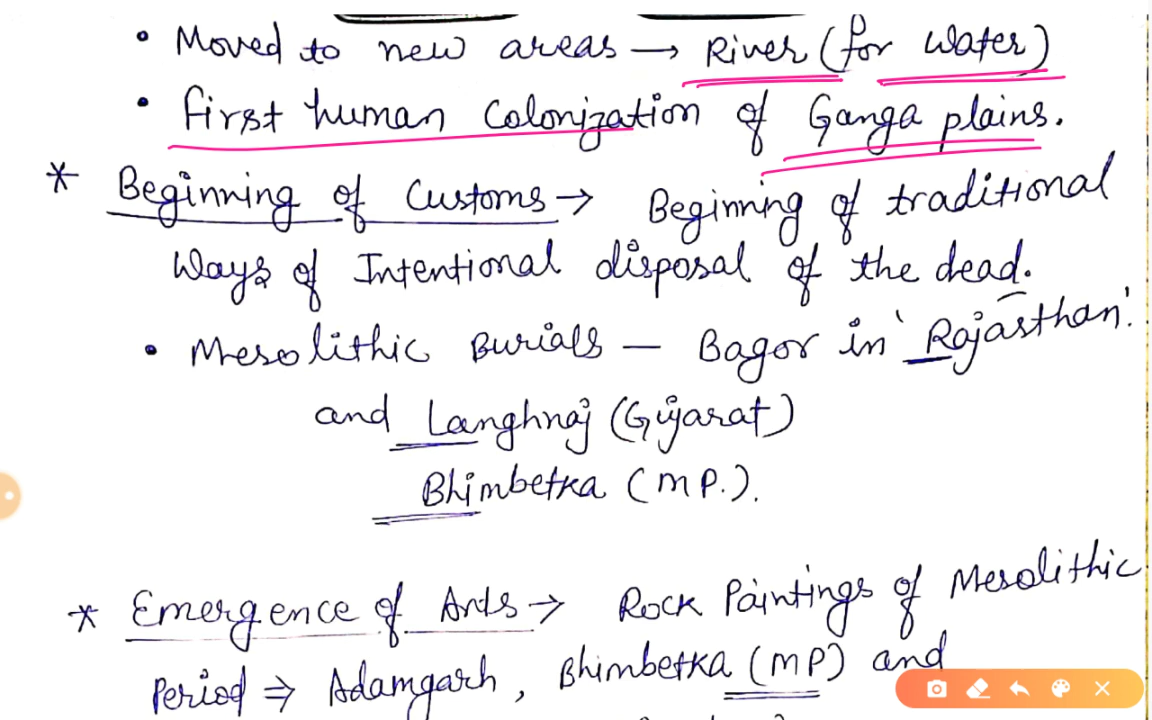 • Moved to new areas → River (for water)
• First human Colonization of Ganga plains.
* Beginning of Customs → Beginning of traditional
Ways of Intentional disposal of the dead.
• Mesolithic Burials — Bagor in 'Rajasthan'
and Langhnaj (Gujarat)
Bhimbetka (MP.).
* Emergence of Arts → Rock Paintings of Mesolithic
Period ⇒ Adamgarh, Bhimbetka (MP) and